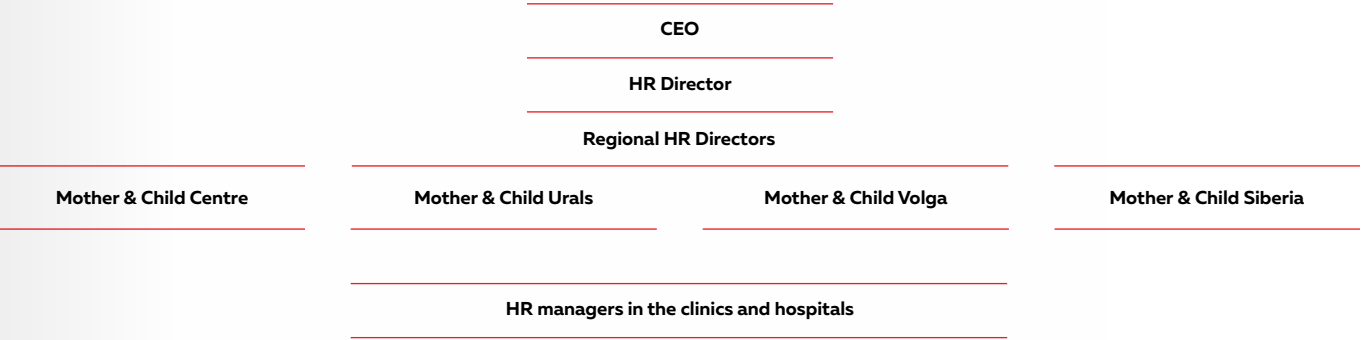 CEO
HR Director
Regional HR Directors
Mother & Child Centre
Mother & Child Urals
Mother & Child Volga
Mother & Child Siberia
HR managers in the clinics and hospitals